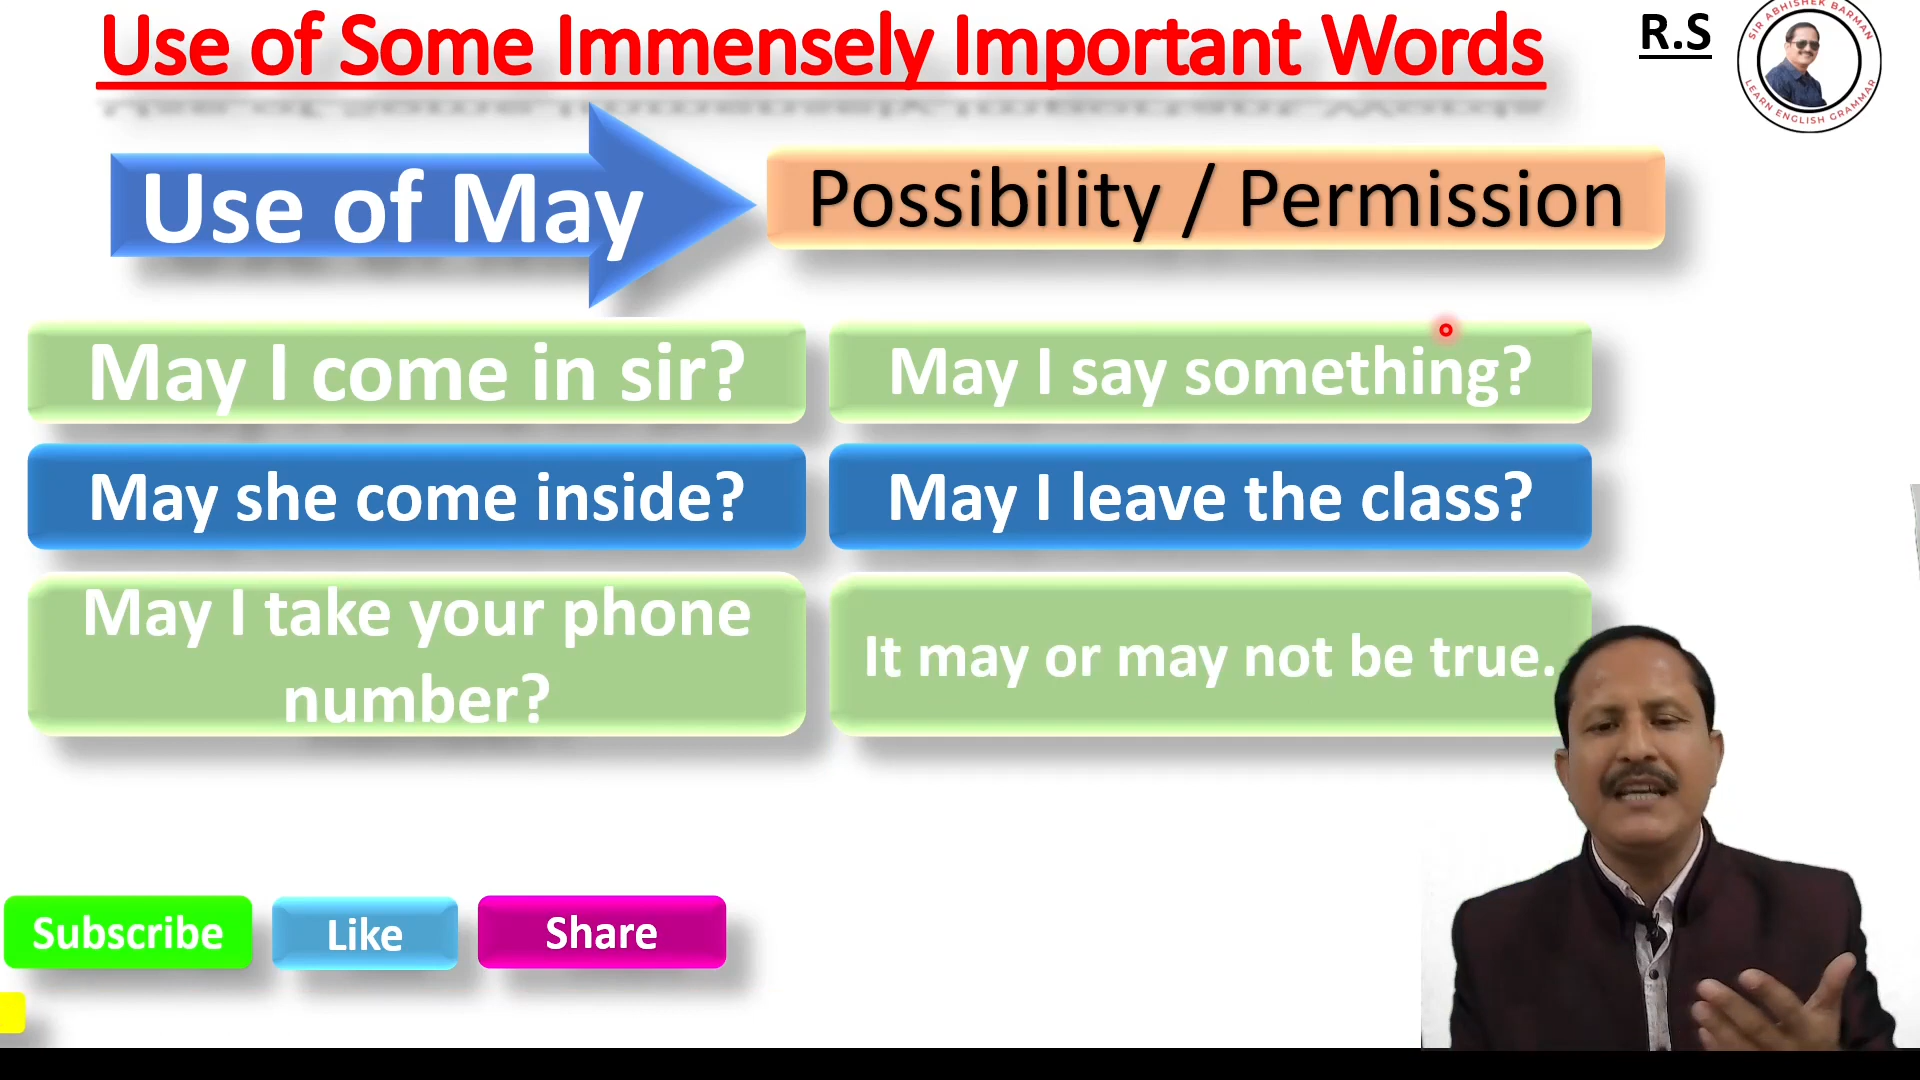 Use of Some Immensely Important Words
R.S
SIR ABHISHEK BARMAN
LEARN ENGLISH GRAMMAR
Use of May
Possibility / Permission
May I come in sir?
May I say something?
May she come inside?
May I leave the class?
May I take your phone
number?
It may or may not be true.
Subscribe
Like
Share